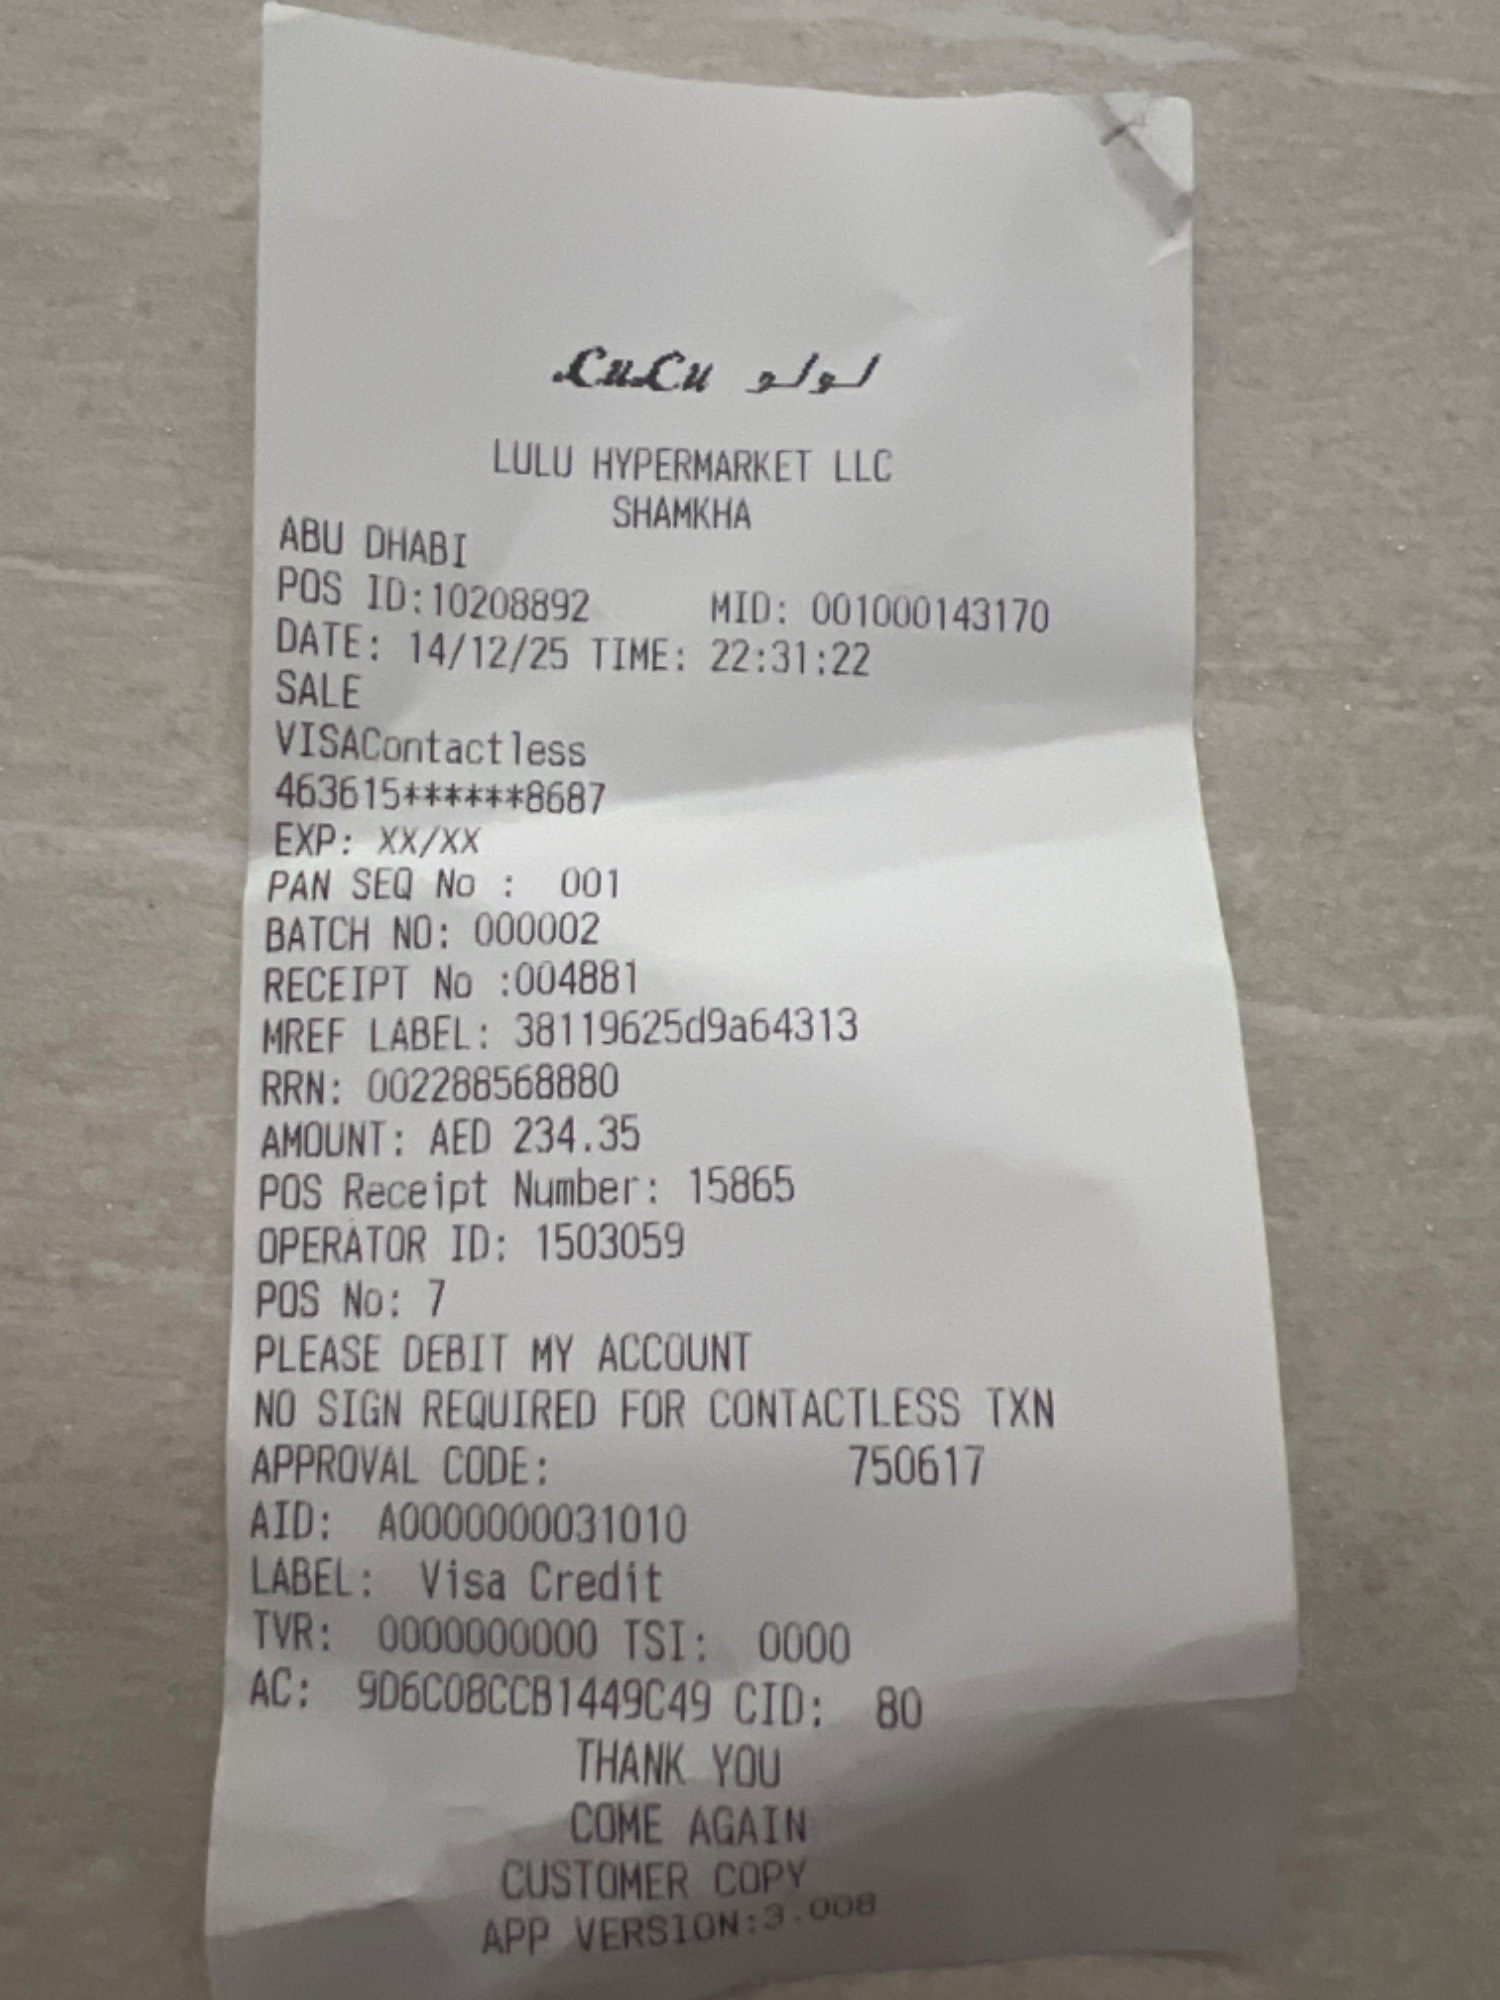 LuLu لولو
LULU HYPERMARKET LLC
SHAMKHA
ABU DHABI
POS ID:10208892 MID: 001000143170
DATE: 14/12/25 TIME: 22:31:22
SALE
VISAContactless
463615******8687
EXP: XX/XX
PAN SEQ No : 001
BATCH NO: 000002
RECEIPT No :004881
MREF LABEL: 38119625d9a64313
RRN: 002288568880
AMOUNT: AED 234.35
POS Receipt Number: 15865
OPERATOR ID: 1503059
POS No: 7
PLEASE DEBIT MY ACCOUNT
NO SIGN REQUIRED FOR CONTACTLESS TXN
APPROVAL CODE: 750617
AID: A0000000031010
LABEL: Visa Credit
TVR: 0000000000 TSI: 0000
AC: 9D6C08CCB1449C49 CID: 80
THANK YOU
COME AGAIN
CUSTOMER COPY
APP VERSION:3.008